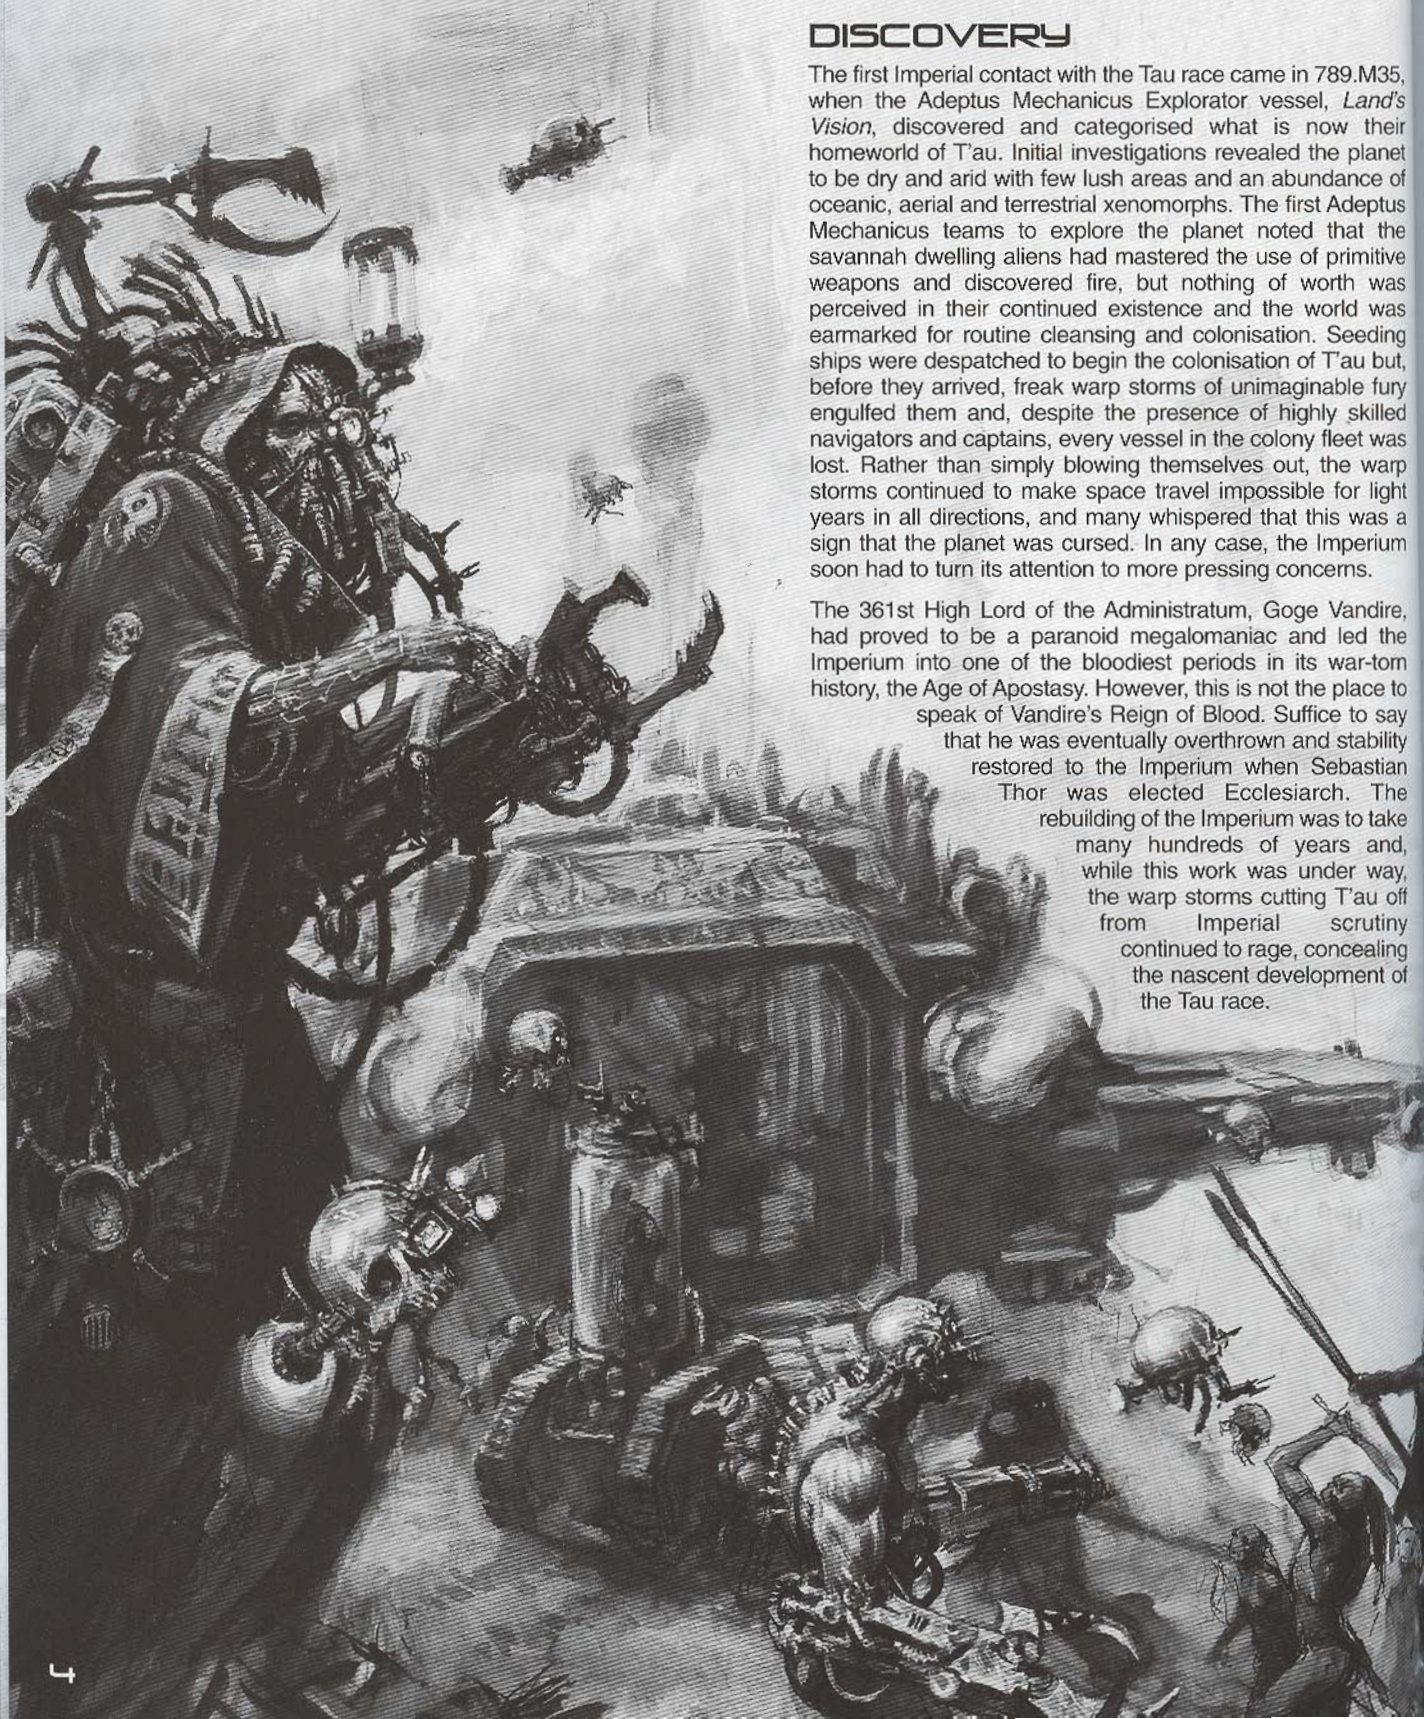 DISCOVERY
The first Imperial contact with the Tau race came in 789.M35,
when the Adeptus Mechanicus Explorator vessel, Land's
Vision, discovered and categorised what is now their
homeworld of T'au. Initial investigations revealed the planet
to be dry and arid with few lush areas and an abundance of
oceanic, aerial and terrestrial xenomorphs. The first Adeptus
Mechanicus teams to explore the planet noted that the
savannah dwelling aliens had mastered the use of primitive
weapons and discovered fire, but nothing of worth was
perceived in their continued existence and the world was
earmarked for routine cleansing and colonisation. Seeding
ships were despatched to begin the colonisation of T'au but,
before they arrived, freak warp storms of unimaginable fury
engulfed them and, despite the presence of highly skilled
navigators and captains, every vessel in the colony fleet was
lost. Rather than simply blowing themselves out, the warp
storms continued to make space travel impossible for light
years in all directions, and many whispered that this was a
sign that the planet was cursed. In any case, the Imperium
soon had to turn its attention to more pressing concerns.
The 361st High Lord of the Administratum, Goge Vandire,
had proved to be a paranoid megalomaniac and led the
Imperium into one of the bloodiest periods in its war-torn
history, the Age of Apostasy. However, this is not the place to
speak of Vandire's Reign of Blood. Suffice to say
that he was eventually overthrown and stability
restored to the Imperium when Sebastian
Thor was elected Ecclesiarch. The
rebuilding of the Imperium was to take
many hundreds of years and,
while this work was under way,
the warp storms cutting T'au off
from Imperial scrutiny
continued to rage, concealing
the nascent development of
the Tau race.
4